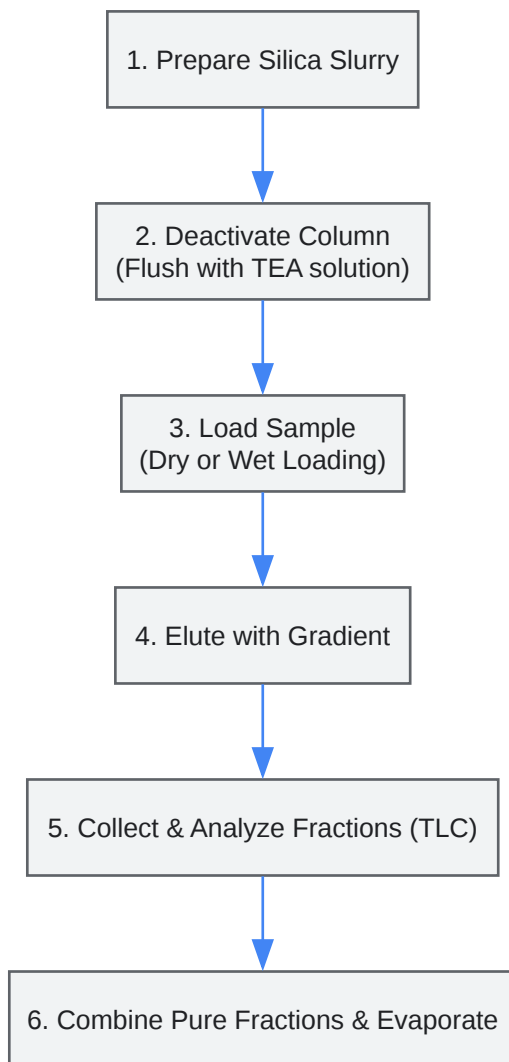 1. Prepare Silica Slurry
2. Deactivate Column
(Flush with TEA solution)
3. Load Sample
(Dry or Wet Loading)
4. Elute with Gradient
5. Collect & Analyze Fractions (TLC)
6. Combine Pure Fractions & Evaporate